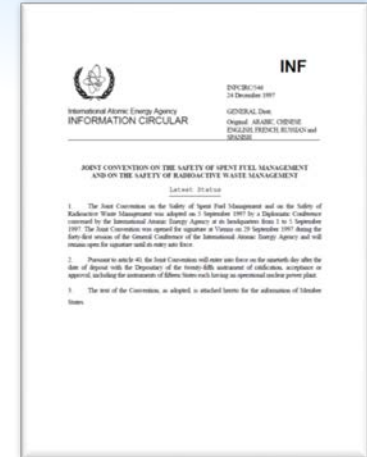 INF
INFCIRC/546
24 December 1997
International Atomic Energy Agency
INFORMATION CIRCULAR
GENERAL Distr.
Original: ARABIC, CHINESE
ENGLISH, FRENCH, RUSSIAN and
SPANISH
JOINT CONVENTION ON THE SAFETY OF SPENT FUEL MANAGEMENT
AND ON THE SAFETY OF RADIOACTIVE WASTE MANAGEMENT
Latest Status
1. The Joint Convention on the Safety of Spent Fuel Management and on the Safety of
Radioactive Waste Management was adopted on 5 September 1997 by a Diplomatic Conference
convened by the International Atomic Energy Agency at its headquarters from 1 to 5 September
1997. The Joint Convention was opened for signature at Vienna on 29 September 1997 during the
forty-first session of the General Conference of the International Atomic Energy Agency and will
remain open for signature until its entry into force.
2. Pursuant to article 40, the Joint Convention will enter into force on the ninetieth day after the
date of deposit with the Depositary of the twenty-fifth instrument of ratification, acceptance or
approval, including the instruments of fifteen States each having an operational nuclear power plant.
3. The text of the Convention, as adopted, is attached hereto for the information of Member
States.